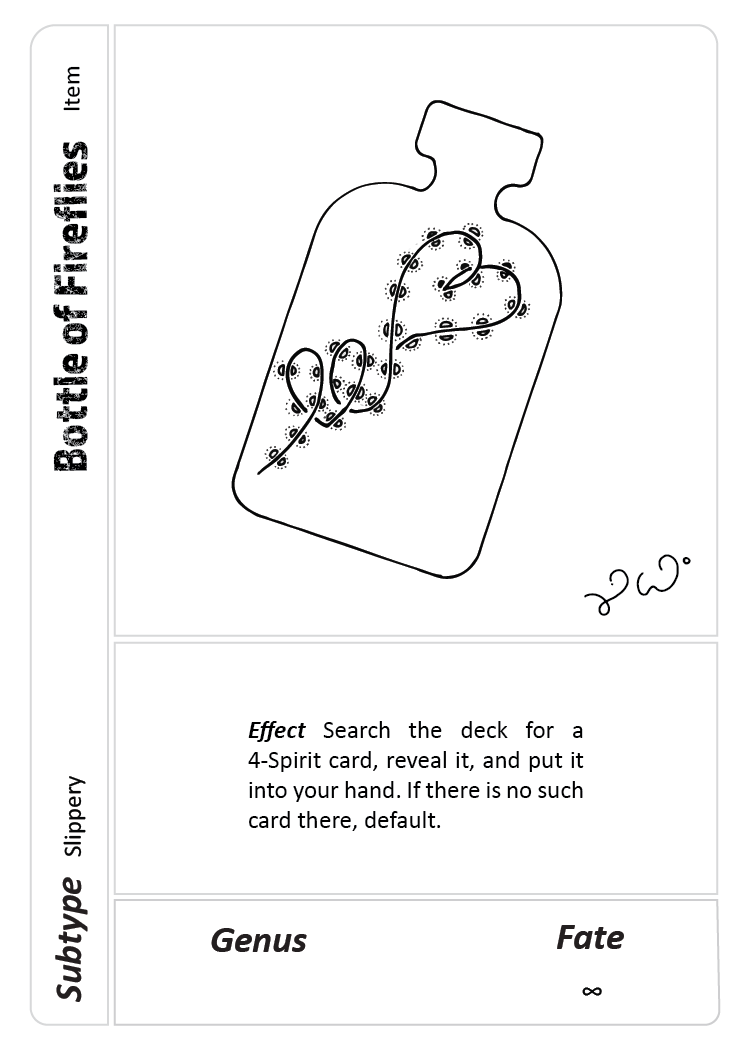 Bottle of Fireflies Item
Subtype Slippery
Effect Search the deck for a
4-Spirit card, reveal it, and put it
into your hand. If there is no such
card there, default.
Genus
Fate
∞